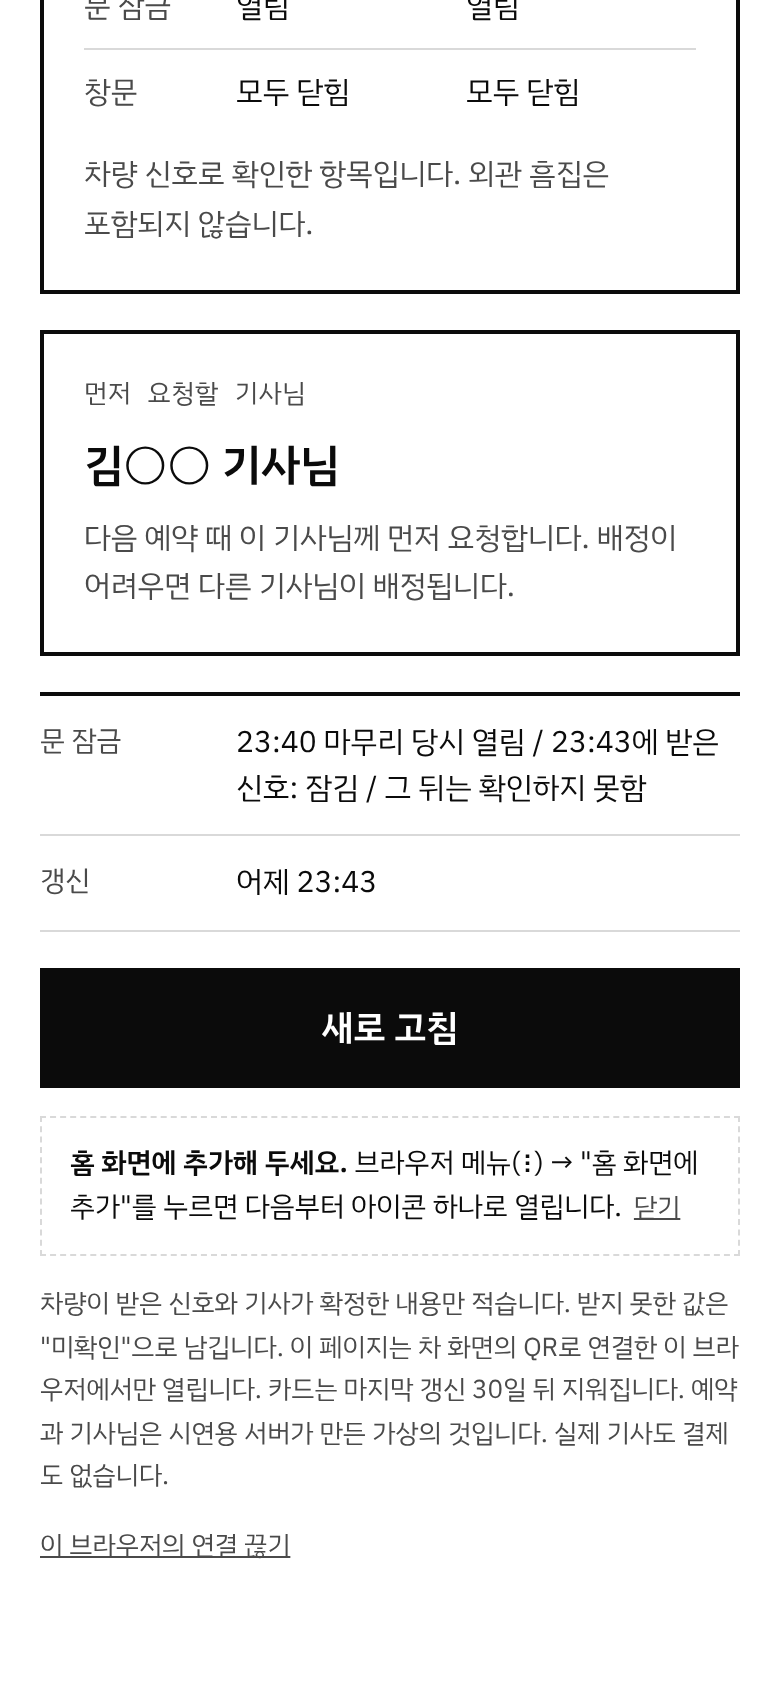 문 잠금 열림 열림
창문 모두 닫힘 모두 닫힘
차량 신호로 확인한 항목입니다. 외관 흠집은
포함되지 않습니다.
먼저 요청할 기사님
김○○ 기사님
다음 예약 때 이 기사님께 먼저 요청합니다. 배정이
어려우면 다른 기사님이 배정됩니다.
문 잠금 23:40 마무리 당시 열림 / 23:43에 받은
신호: 잠김 / 그 뒤는 확인하지 못함
갱신 어제 23:43
새로 고침
홈 화면에 추가해 두세요. 브라우저 메뉴(⋮) → "홈 화면에
추가"를 누르면 다음부터 아이콘 하나로 열립니다. 닫기
차량이 받은 신호와 기사가 확정한 내용만 적습니다. 받지 못한 값은
"미확인"으로 남깁니다. 이 페이지는 차 화면의 QR로 연결한 이 브라
우저에서만 열립니다. 카드는 마지막 갱신 30일 뒤 지워집니다. 예약
과 기사님은 시연용 서버가 만든 가상의 것입니다. 실제 기사도 결제
도 없습니다.
이 브라우저의 연결 끊기